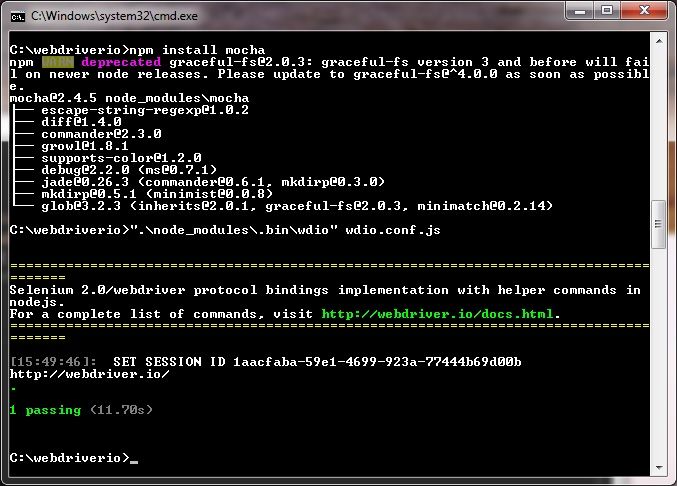 C:\Windows\system32\cmd.exe
C:\webdriverio>npm install mocha
npm WARN deprecated graceful-fs@2.0.3: graceful-fs version 3 and before will fai
l on newer node releases. Please update to graceful-fs@^4.0.0 as soon as possibl
e.
mocha@2.4.5 node_modules\mocha
├── escape-string-regexp@1.0.2
├── diff@1.4.0
├── commander@2.3.0
├── growl@1.8.1
├── supports-color@1.2.0
├── debug@2.2.0 (ms@0.7.1)
├── jade@0.26.3 (commander@0.6.1, mkdirp@0.3.0)
├── mkdirp@0.5.1 (minimist@0.0.8)
└── glob@3.2.3 (inherits@2.0.1, graceful-fs@2.0.3, minimatch@0.2.14)
C:\webdriverio>".\node_modules\.bin\wdio" wdio.conf.js
================================================================================
=======
Selenium 2.0/webdriver protocol bindings implementation with helper commands in
nodejs.
For a complete list of commands, visit http://webdriver.io/docs.html.
================================================================================
=======
[15:49:46]:  SET SESSION ID 1aacfaba-59e1-4699-923a-77444b69d00b
http://webdriver.io/
.
1 passing (11.70s)
C:\webdriverio>_